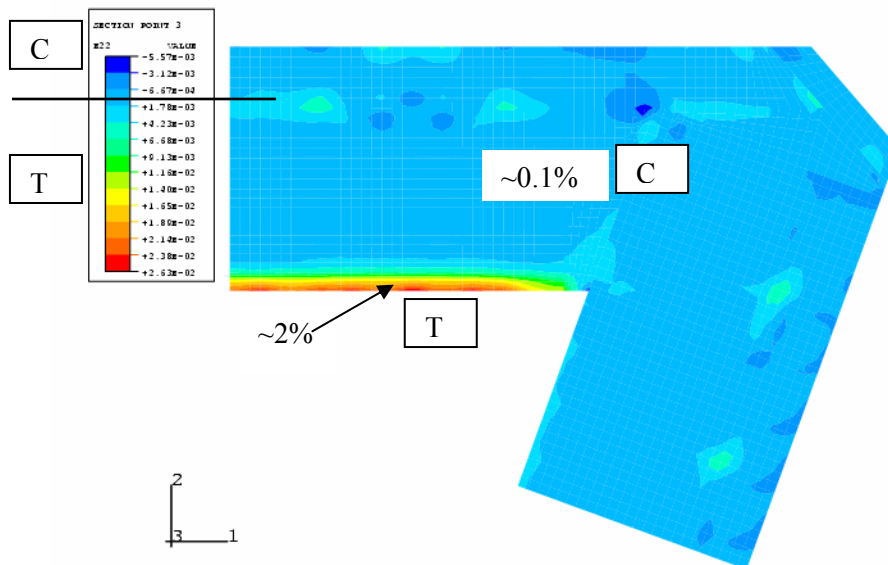 C
T
SECTION POINT 3
E22 VALUE
-5.57E-03
-3.12E-03
-6.67E-04
+1.78E-03
+4.23E-03
+6.68E-03
+9.13E-03
+1.16E-02
+1.40E-02
+1.65E-02
+1.89E-02
+2.14E-02
+2.38E-02
+2.63E-02
~0.1%
C
~2%
T
2
3 1